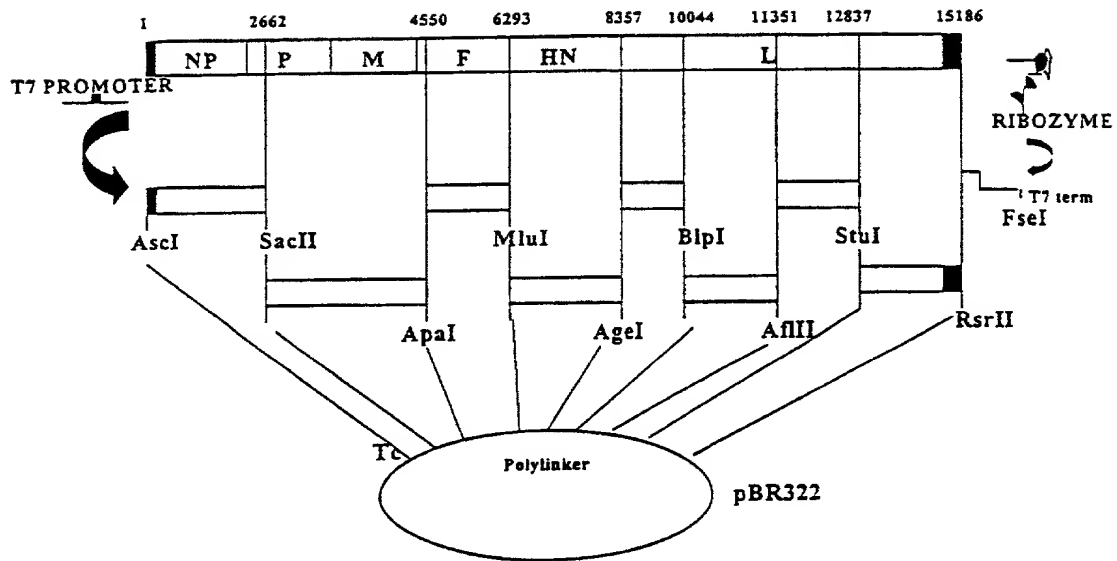 1 2662 4550 6293 8357 10044 11351 12837 15186
NP P M F HN L
T7 PROMOTER
RIBOZYME
T7 term
FseI
AscI SacII MluI BlpI StuI
ApaI AgeI AflII RsrII
Tc
Polylinker
pBR322